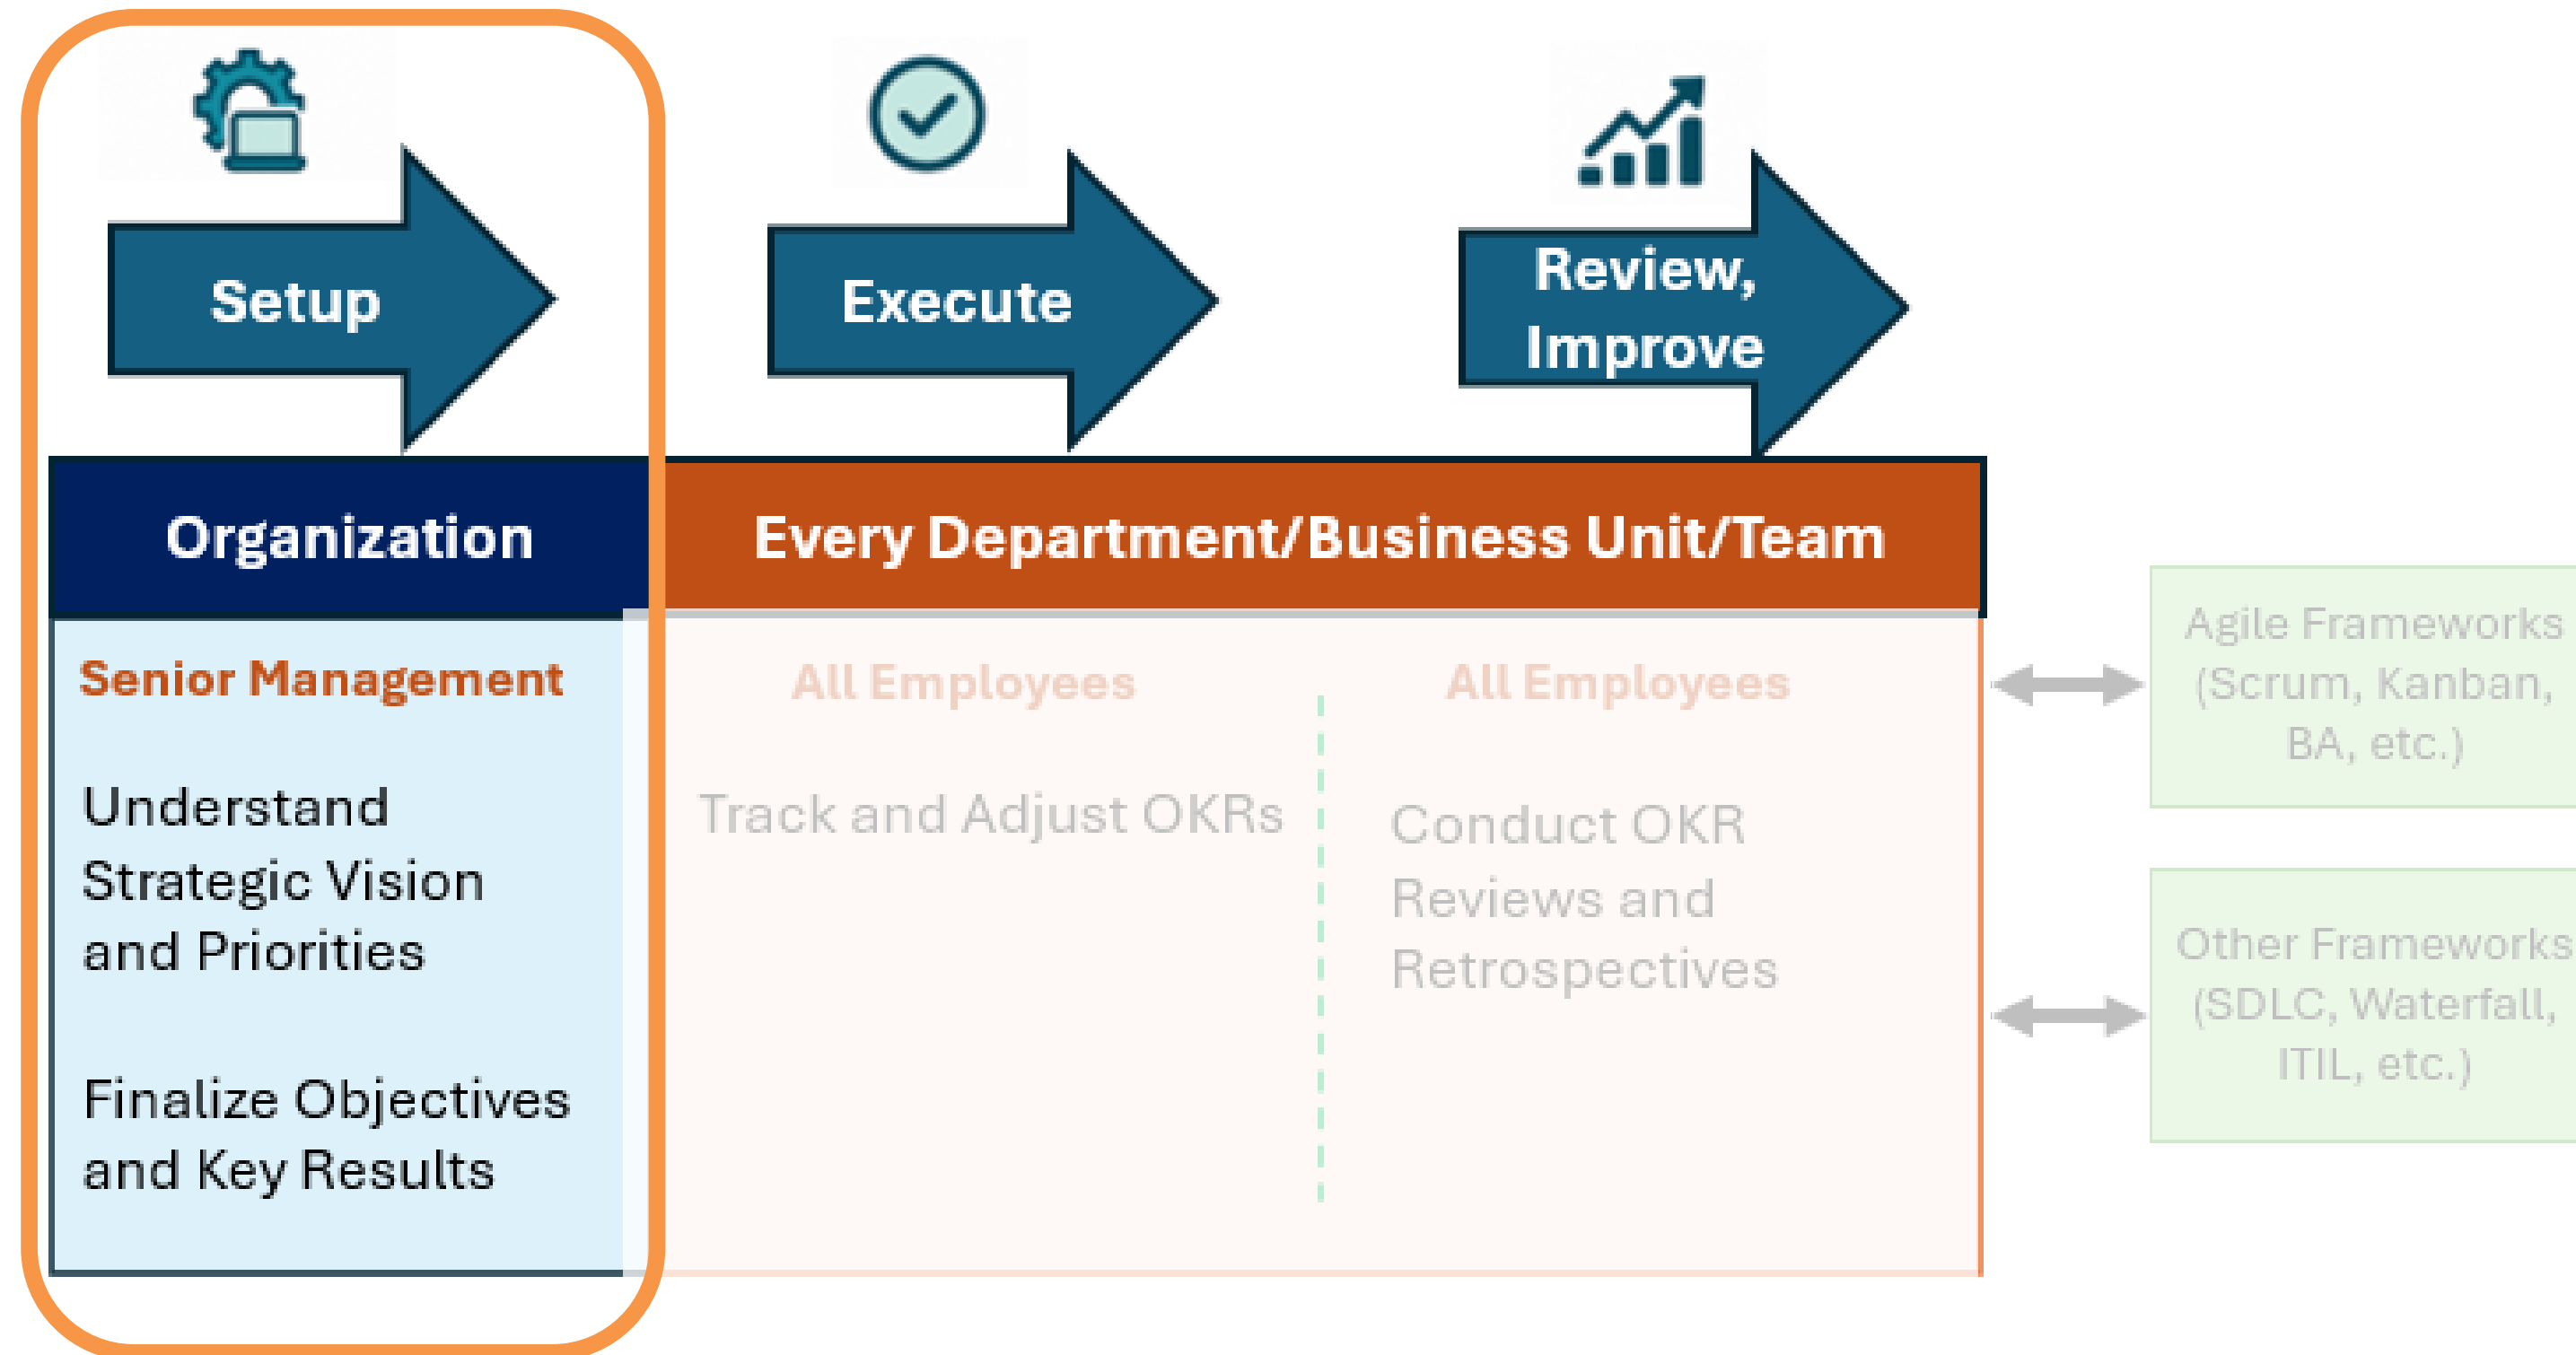 Setup
Execute
Review,
Improve
Organization
Every Department/Business Unit/Team
Senior Management
Understand
Strategic Vision
and Priorities
Finalize Objectives
and Key Results
All Employees
Track and Adjust OKRs
All Employees
Conduct OKR
Reviews and
Retrospectives
Agile Frameworks
(Scrum, Kanban,
BA, etc.)
Other Frameworks
(SDLC, Waterfall,
ITIL, etc.)